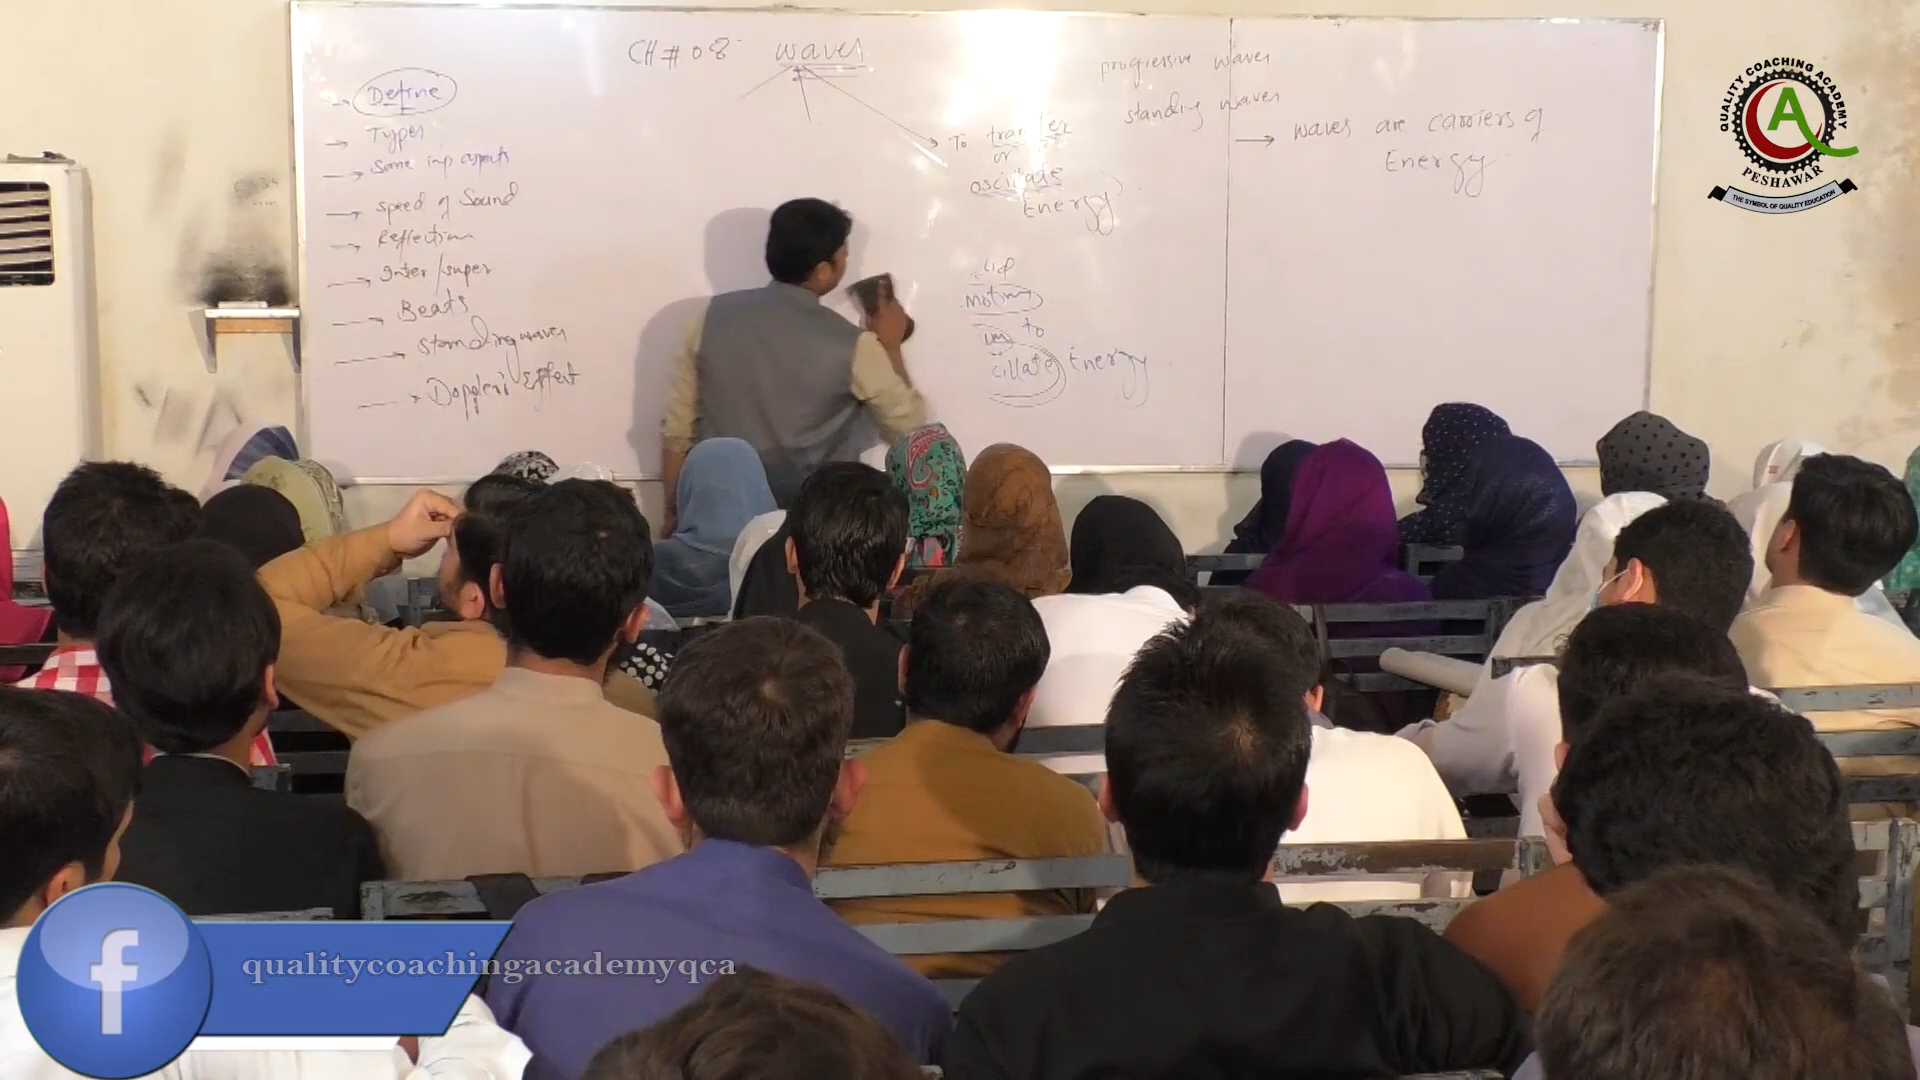 CH # 08 waves
Define
Types
Some imp aspects
Speed of Sound
Reflection
Inter/super
Beats
Standing waves
Doppler's Effect
progressive waves
standing waves
To transfer
or
oscillate
Energy
motion
to
cillate Energy
waves are carriers of
Energy
QUALITY COACHING ACADEMY
PESHAWAR
THE SYMBOL OF QUALITY EDUCATION
qualitycoachingacademyqca